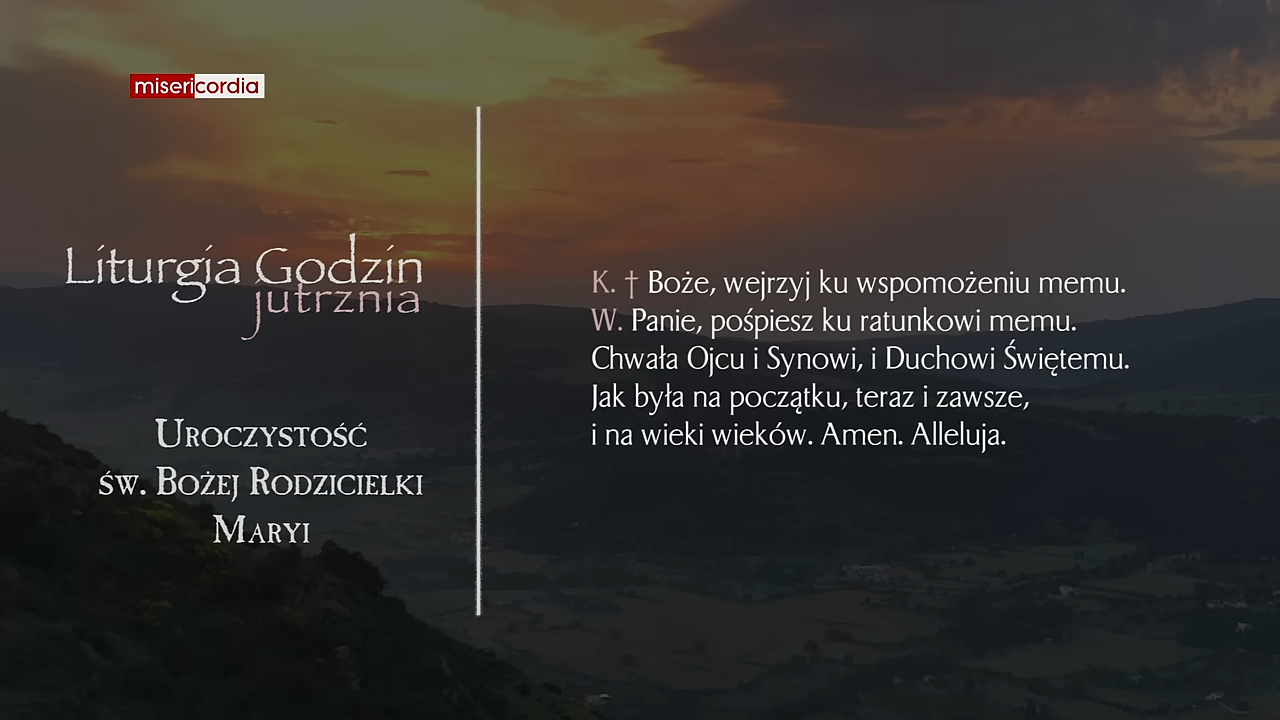 misericordia
Liturgia Godzin
jutrznia
Uroczystość
św. Bożej Rodzicielki
Maryi
K. † Boże, wejrzyj ku wspomożeniu memu.
W. Panie, pośpiesz ku ratunkowi memu.
Chwała Ojcu i Synowi, i Duchowi Świętemu.
Jak była na początku, teraz i zawsze,
i na wieki wieków. Amen. Alleluja.